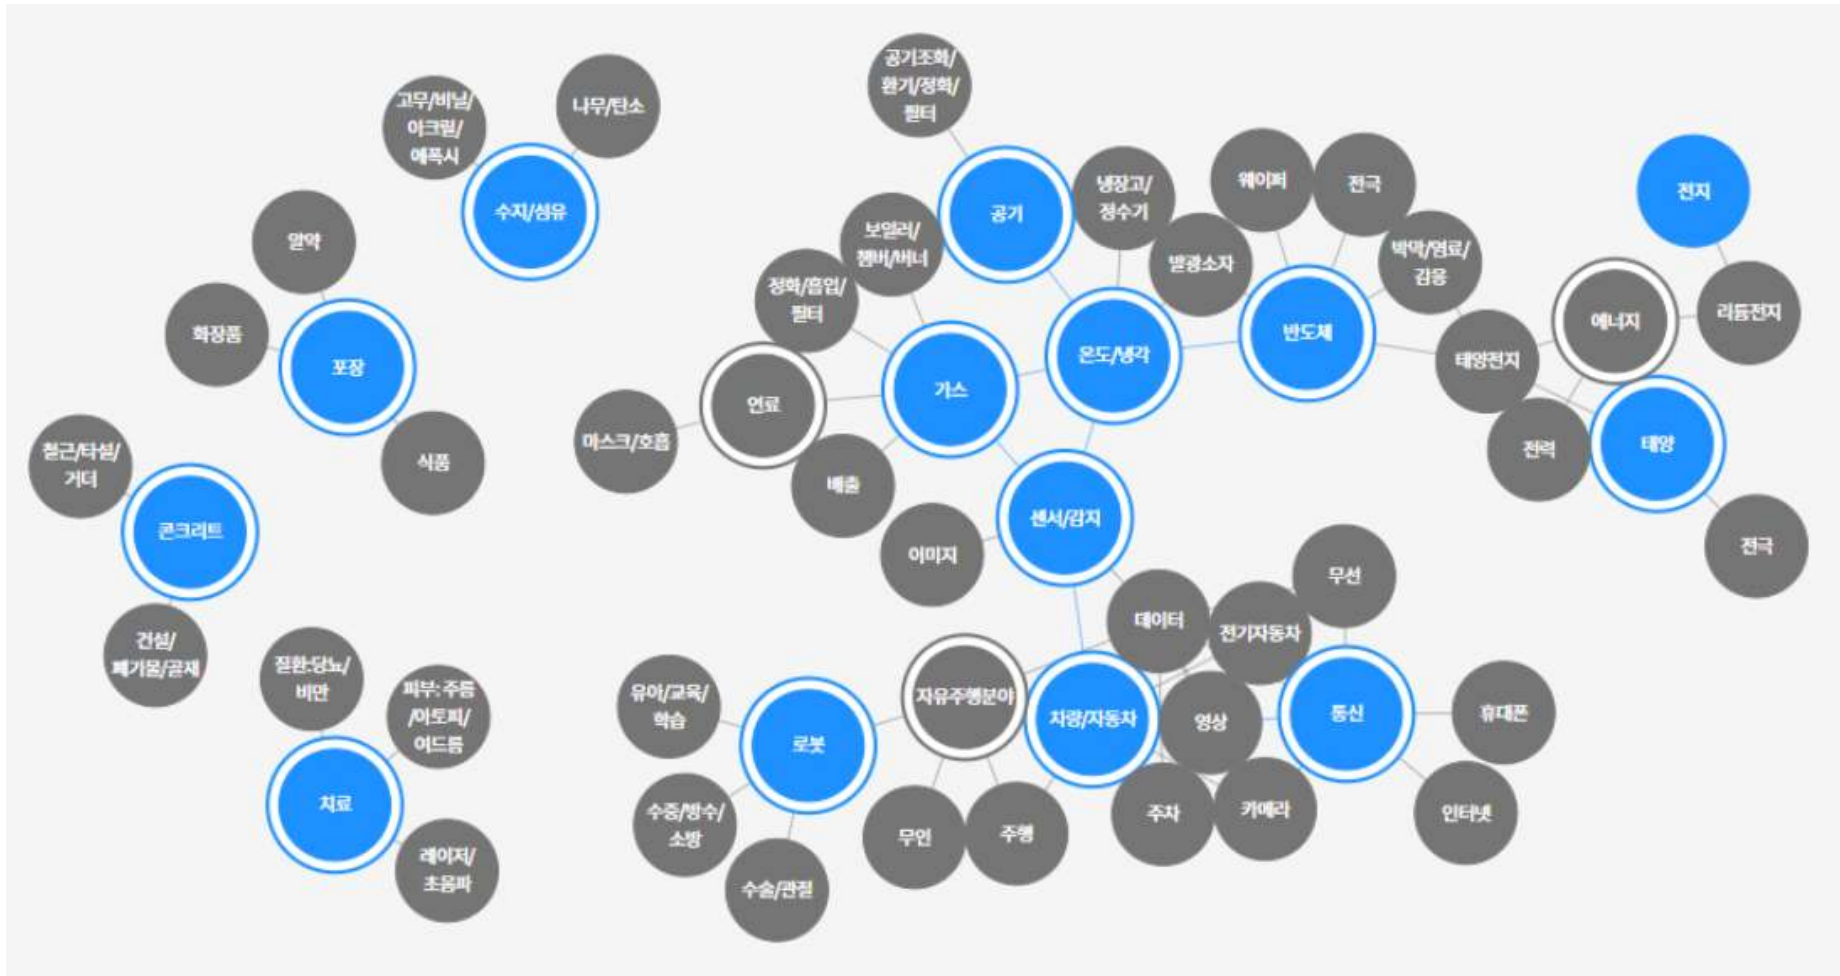 공기조화/
환기/정화/
필터
고무/비닐/
아크릴/
에폭시
나무/탄소
수지/섬유
알약
화장품
포장
식품
철근/타설/
거더
콘크리트
건설/
폐기물/골재
질환:당뇨/
비만
피부: 주름
/아토피/
여드름
치료
레이저/
초음파
공기
냉장고/
정수기
보일러/
챔버/버너
정화/흡입/
필터
발광소자
웨이퍼
전극
박막/염료/
감응
반도체
온도/냉각
가스
연료
마스크/호흡
배출
이미지
센서/감지
전지
에너지
리튬전지
태양전지
전력
태양
전극
무선
데이터
전기자동차
유아/교육/
학습
자유주행분야
차량/자동차
영상
통신
휴대폰
로봇
수중/방수/
소방
수술/관절
무인
주행
주차
카메라
인터넷